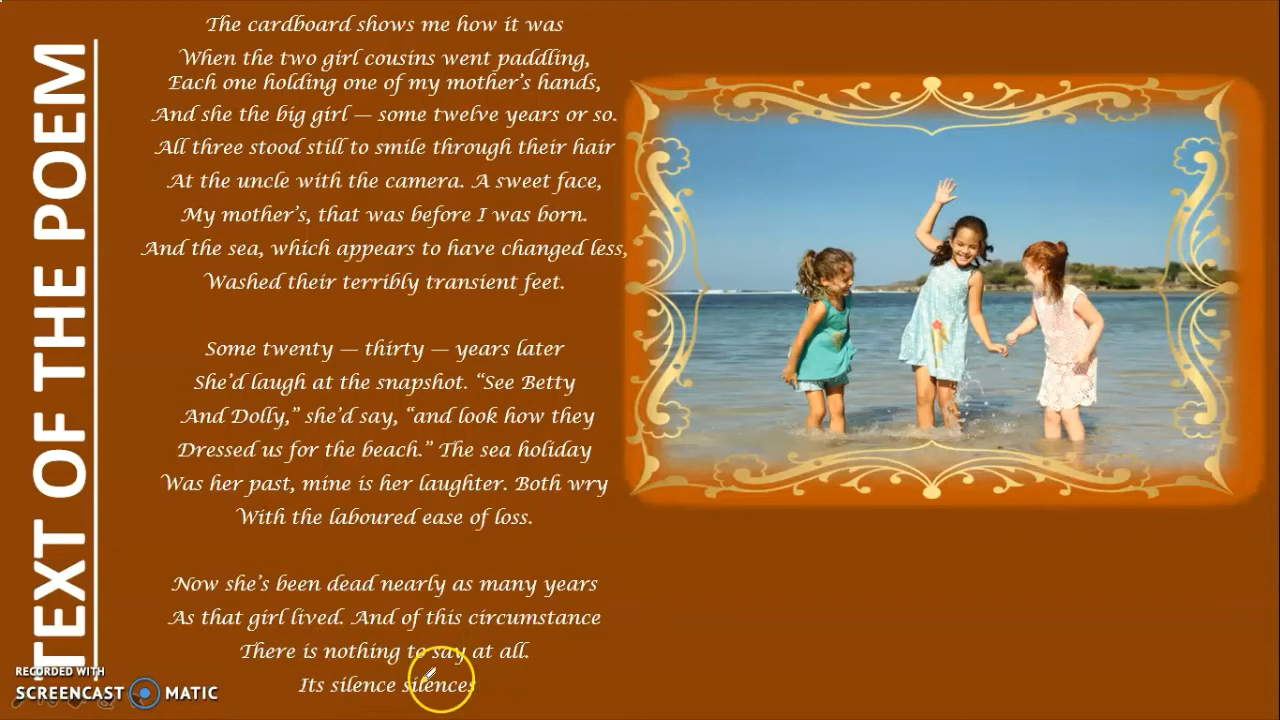 TEXT OF THE POEM
The cardboard shows me how it was
When the two girl cousins went paddling,
Each one holding one of my mother's hands,
And she the big girl — some twelve years or so.
All three stood still to smile through their hair
At the uncle with the camera. A sweet face,
My mother's, that was before I was born.
And the sea, which appears to have changed less,
Washed their terribly transient feet.
Some twenty — thirty — years later
She'd laugh at the snapshot. “See Betty
And Dolly,” she'd say, “and look how they
Dressed us for the beach.” The sea holiday
Was her past, mine is her laughter. Both wry
With the laboured ease of loss.
Now she's been dead nearly as many years
As that girl lived. And of this circumstance
There is nothing to say at all.
Its silence silences
RECORDED WITH
SCREENCAST MATIC